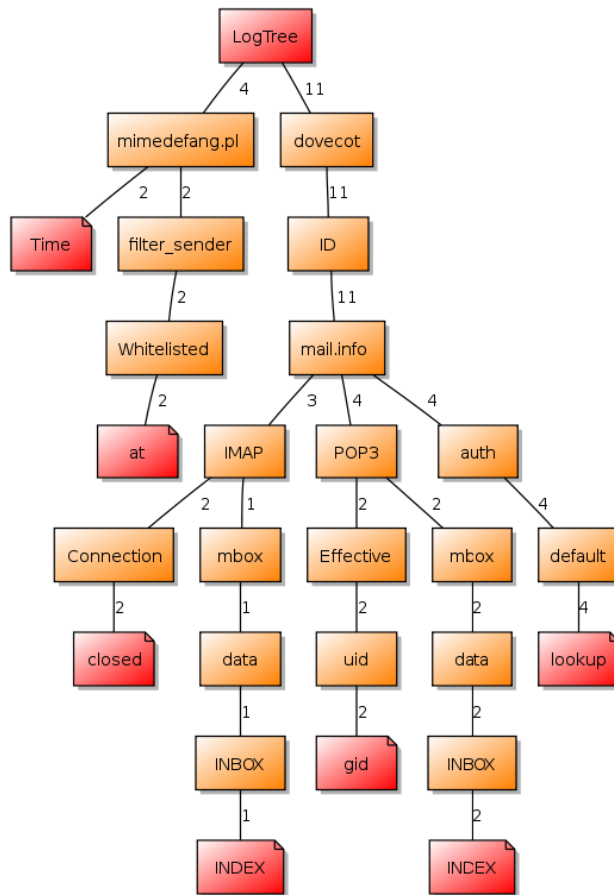 LogTree
4 11
mimedefang.pl dovecot
2 2 11
Time filter_sender ID
2 11
Whitelisted mail.info
2 3 4 4
at IMAP POP3 auth
2 1 2 2 4
Connection mbox Effective mbox default
2 1 2 2 4
closed data uid data lookup
1 2 2
INBOX gid INBOX
1 2
INDEX INDEX